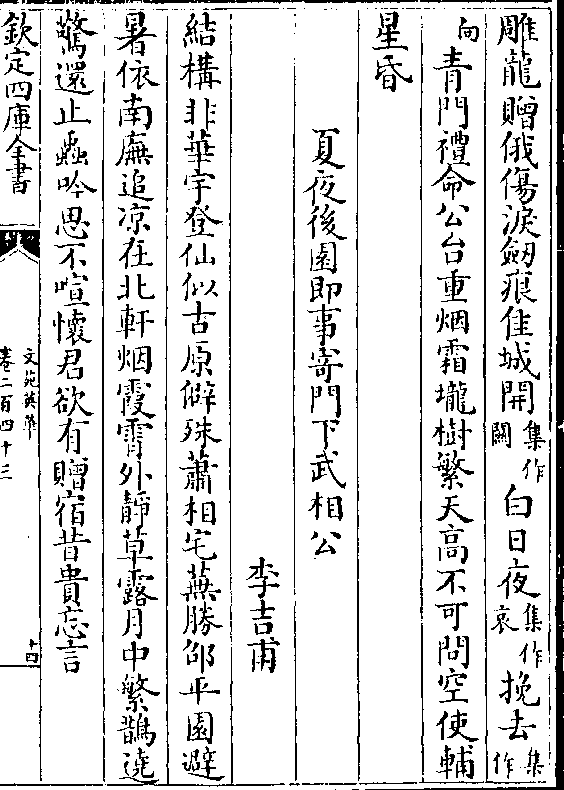 雕龍贈俄傷淚劒痕佳城開集作闕白日夜集作哀挽去集作
向青門禮命公台重烟霜壠樹繁天高不可問空使輔
星昏
夏夜後園即事寄門下武相公
李吉甫
結構非華宇登仙似古原僻殊蕭相宅蕪勝邵平園避
暑依南廡追凉在北軒烟霞霄外靜草露月中繁鵲遶
驚還止蟲吟思不喧懷君欲有贈宿昔貴忘言
欽定四庫全書
文苑英華
卷二百四十三
十四